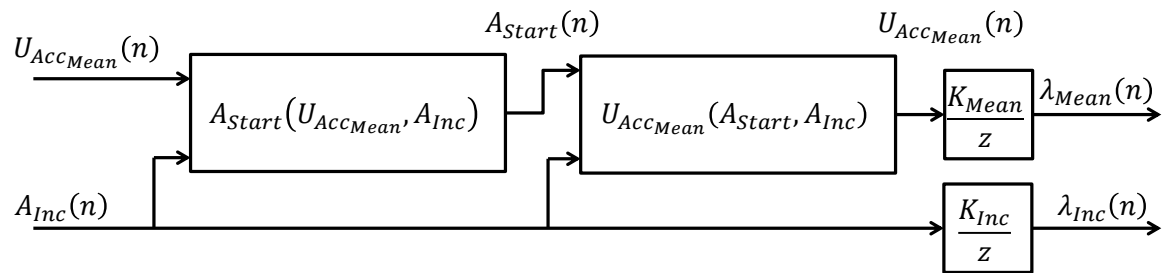 A_{Start}(n)
U_{Acc_{Mean}}(n)
U_{Acc_{Mean}}(n)
A_{Start}(U_{Acc_{Mean}}, A_{Inc})
U_{Acc_{Mean}}(A_{Start}, A_{Inc})
K_{Mean}
z
λ_{Mean}(n)
A_{Inc}(n)
K_{Inc}
z
λ_{Inc}(n)